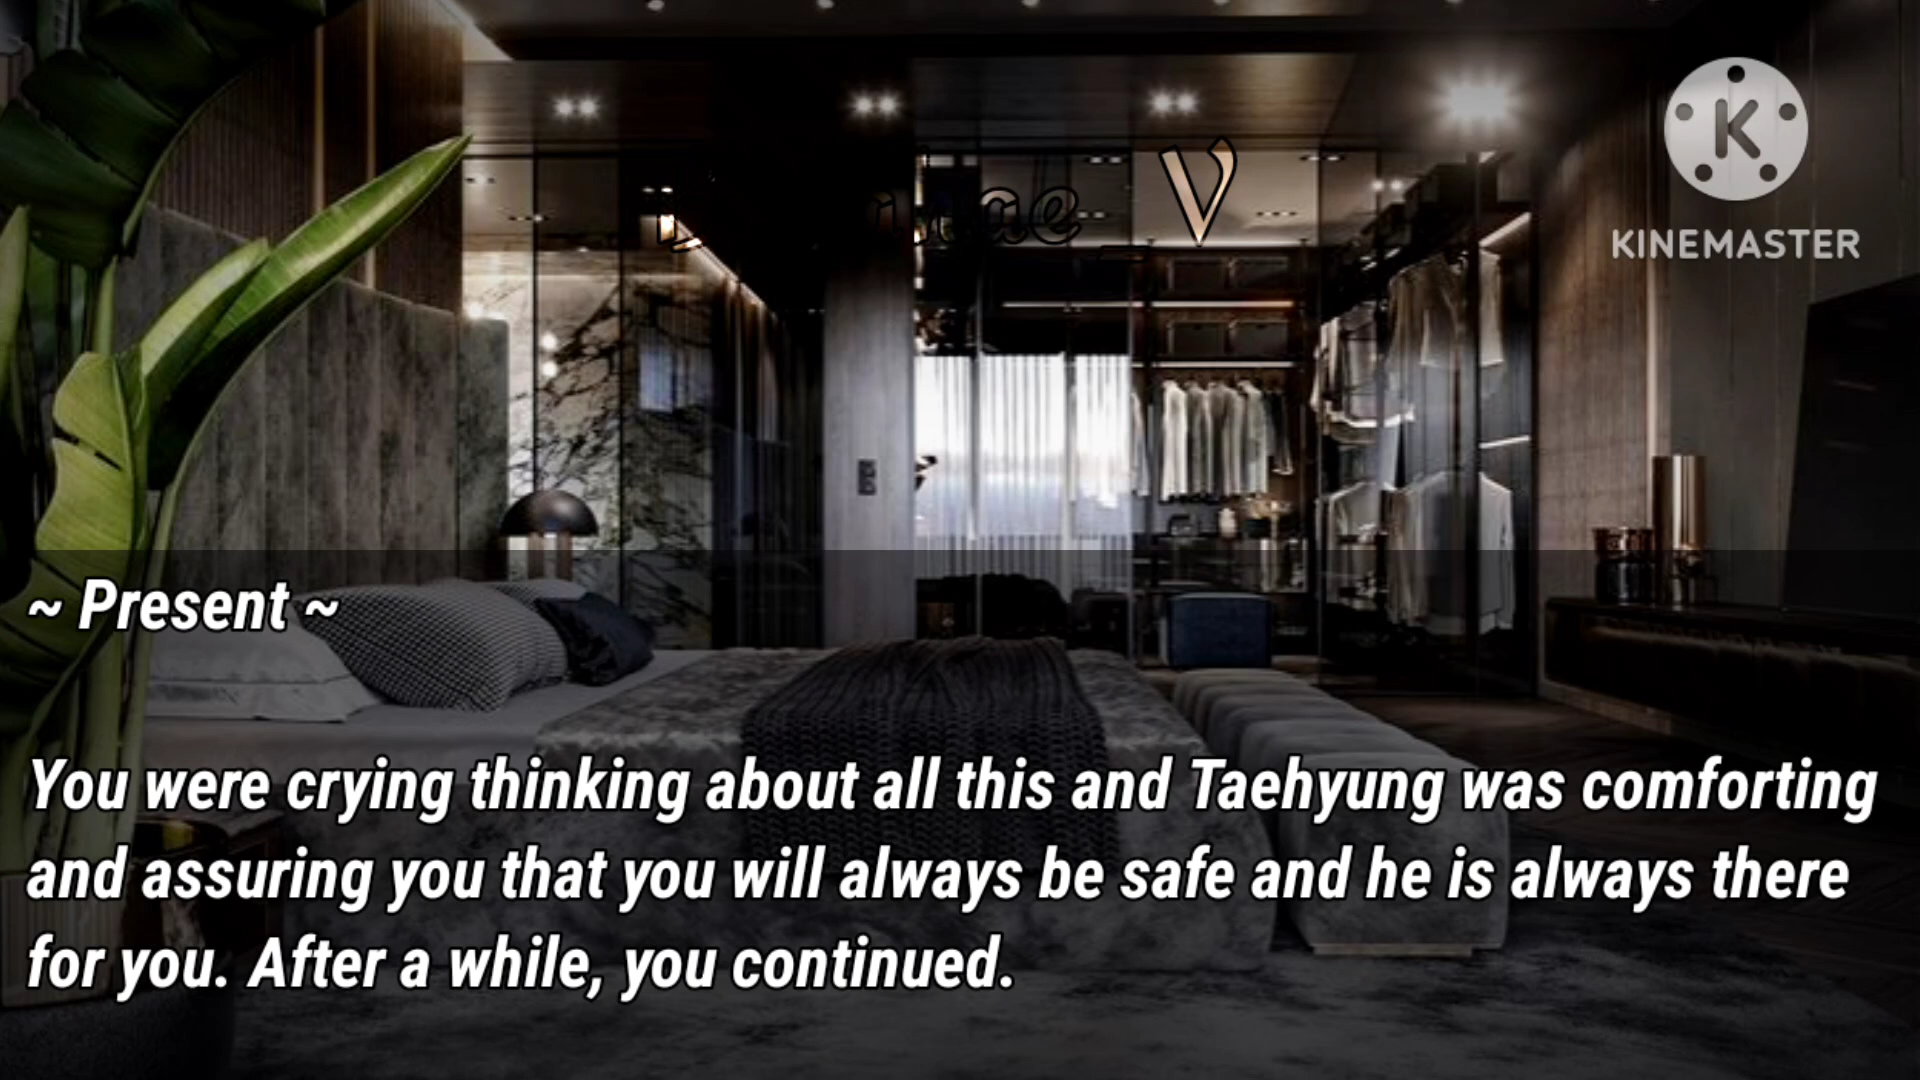 K
KINEMASTER
~ Present ~
You were crying thinking about all this and Taehyung was comforting
and assuring you that you will always be safe and he is always there
for you. After a while, you continued.